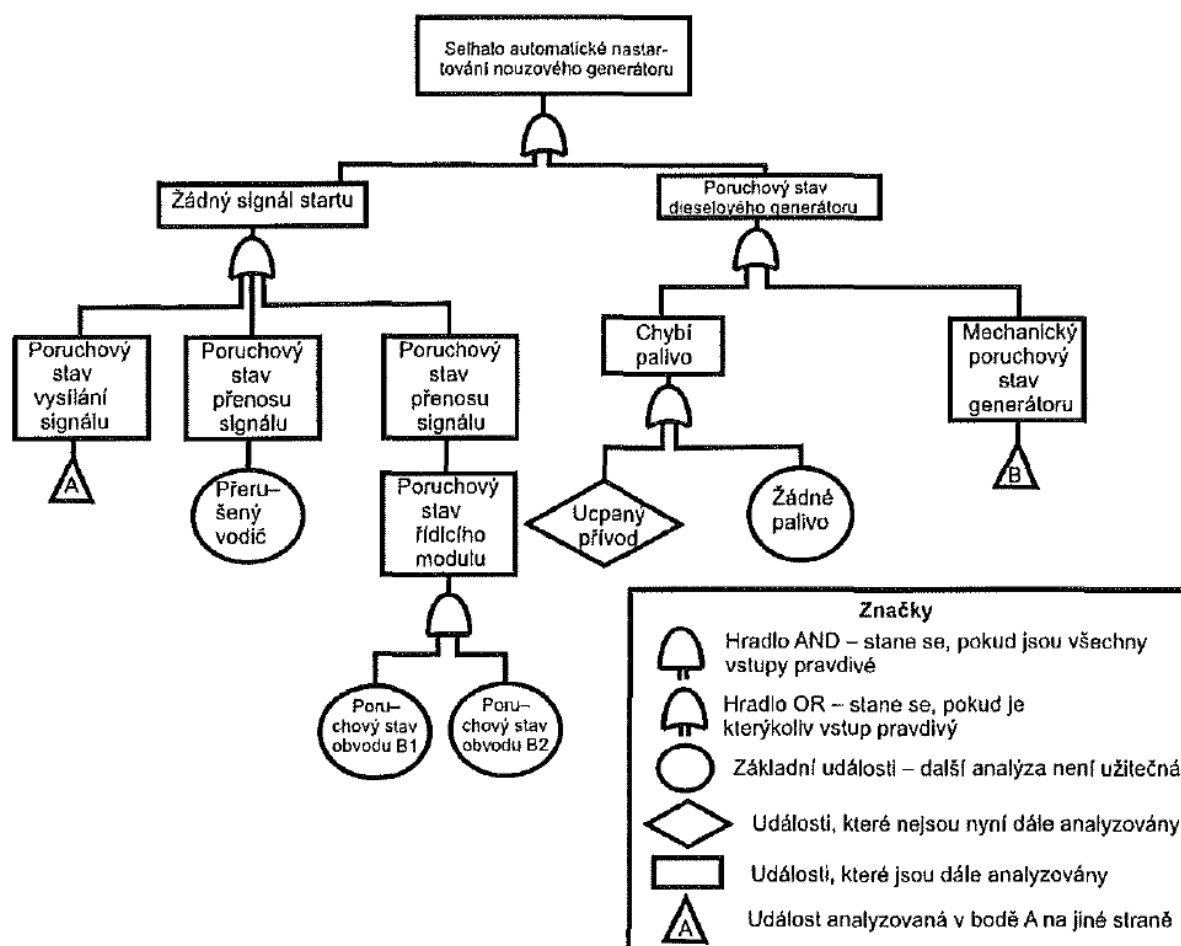 Selhalo automatické nastar-
tování nouzového generátoru
Žádný signál startu
Poruchový stav
dieselového generátoru
Poruchový
stav
vysílání
signálu
Poruchový
stav
přenosu
signálu
Poruchový
stav
přenosu
signálu
Chybí
palivo
Mechanický
poruchový
stav
generátoru
A
Přeru–
šený
vodič
Poruchový
stav
řídicího
modulu
Ucpaný
přívod
Žádné
palivo
B
Poru–
chový stav
obvodu B1
Poru–
chový stav
obvodu B2
Značky
Hradlo AND – stane se, pokud jsou všechny
vstupy pravdivé
Hradlo OR – stane se, pokud je
kterýkoliv vstup pravdivý
Základní události – další analýza není užitečná
Události, které nejsou nyní dále analyzovány
Události, které jsou dále analyzovány
A
Událost analyzovaná v bodě A na jiné straně